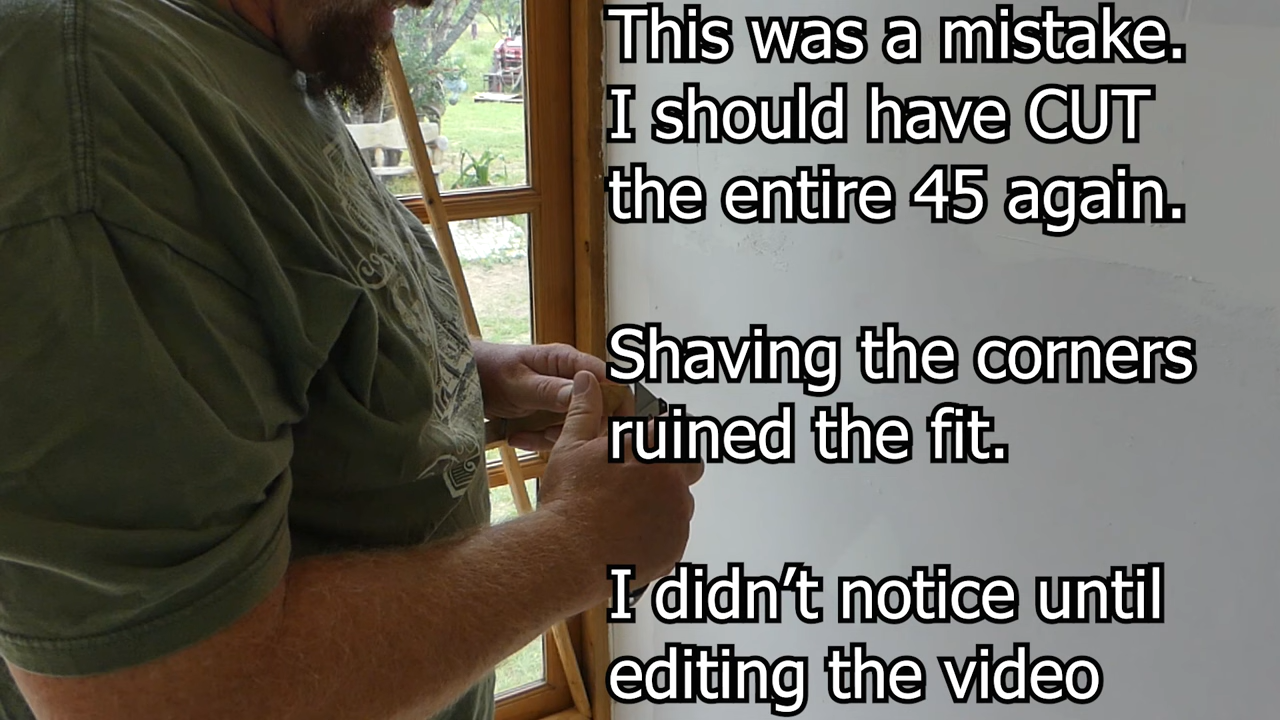 This was a mistake.
I should have CUT
the entire 45 again.
Shaving the corners
ruined the fit.
I didn’t notice until
editing the video